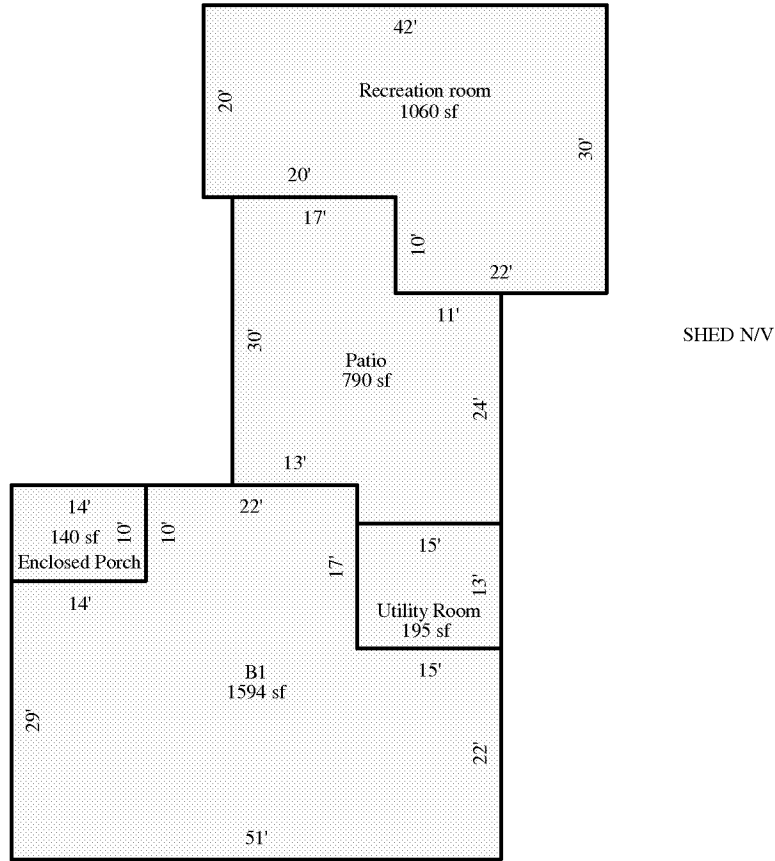 42'
Recreation room
1060 sf
20'
30'
20'
17'
10'
22'
11'
SHED N/V
30'
Patio
790 sf
24'
13'
14'
22'
140 sf
10'
10'
Enclosed Porch
15'
17'
13'
14'
Utility Room
195 sf
B1
1594 sf
15'
29'
22'
51'